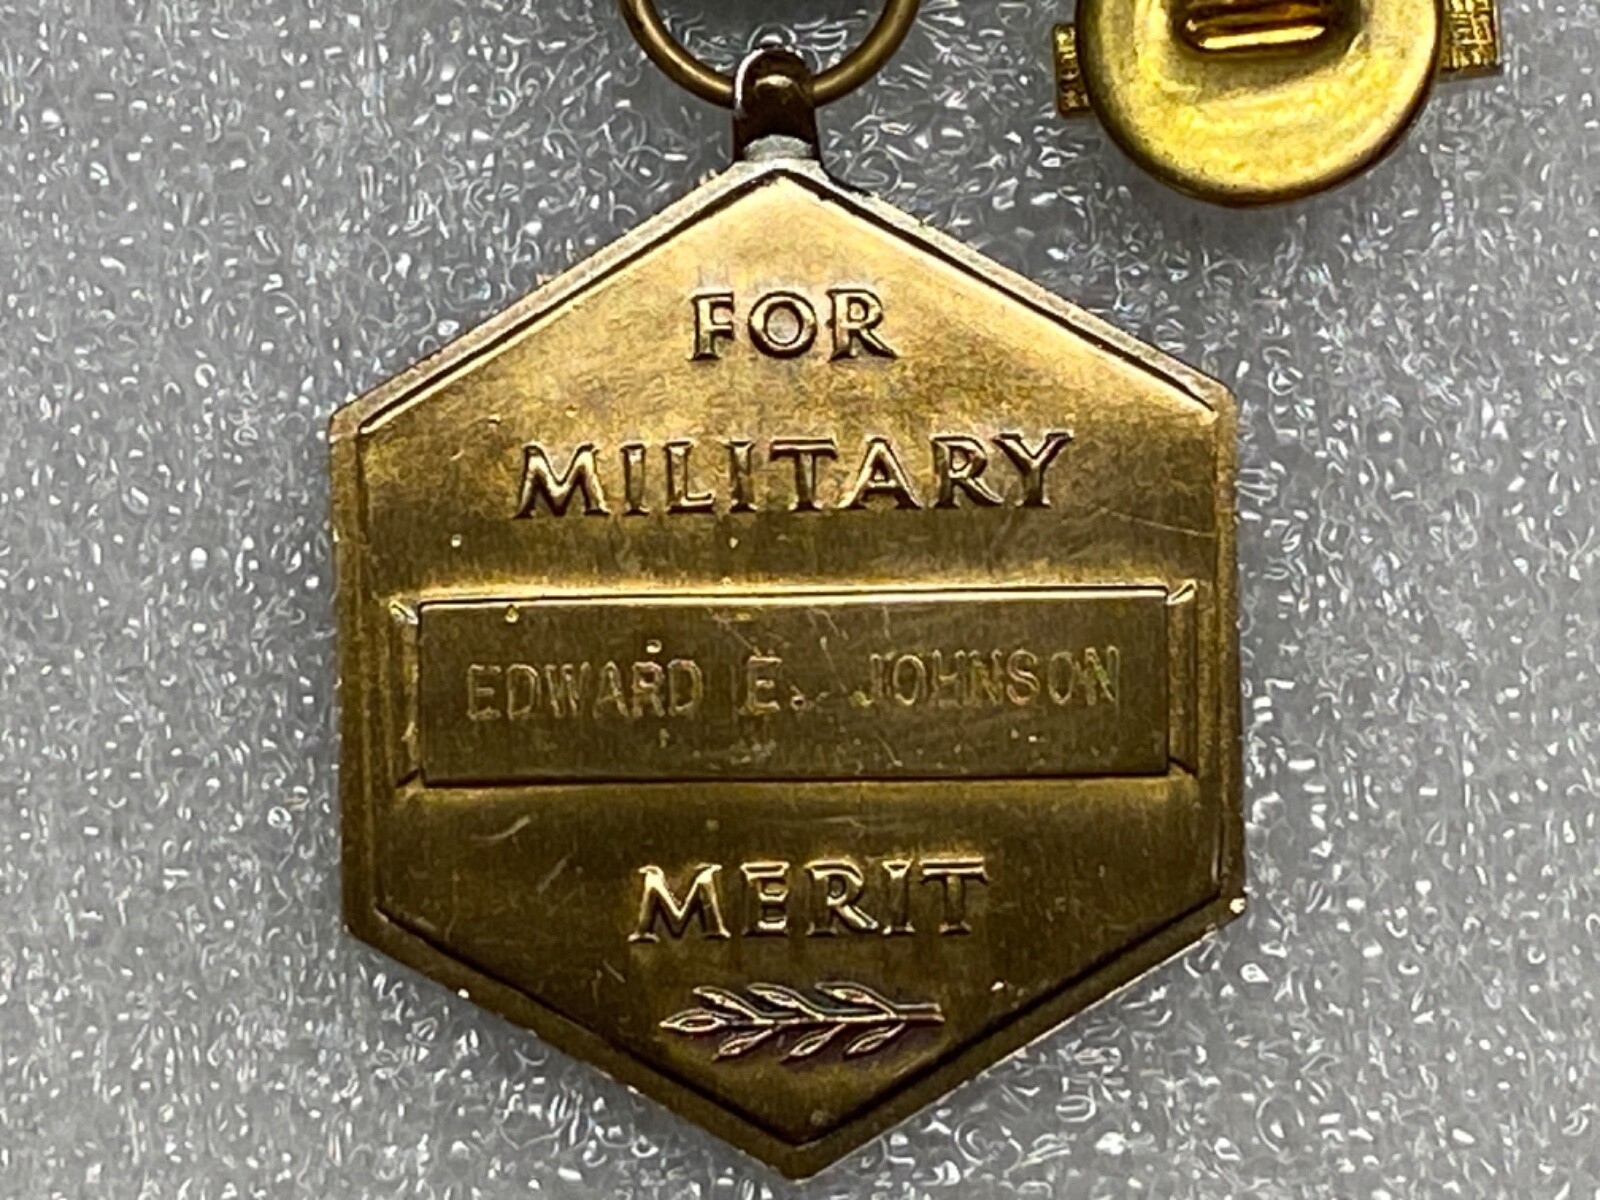 FOR
MILITARY
EDWARD E. JOHNSON
MERIT